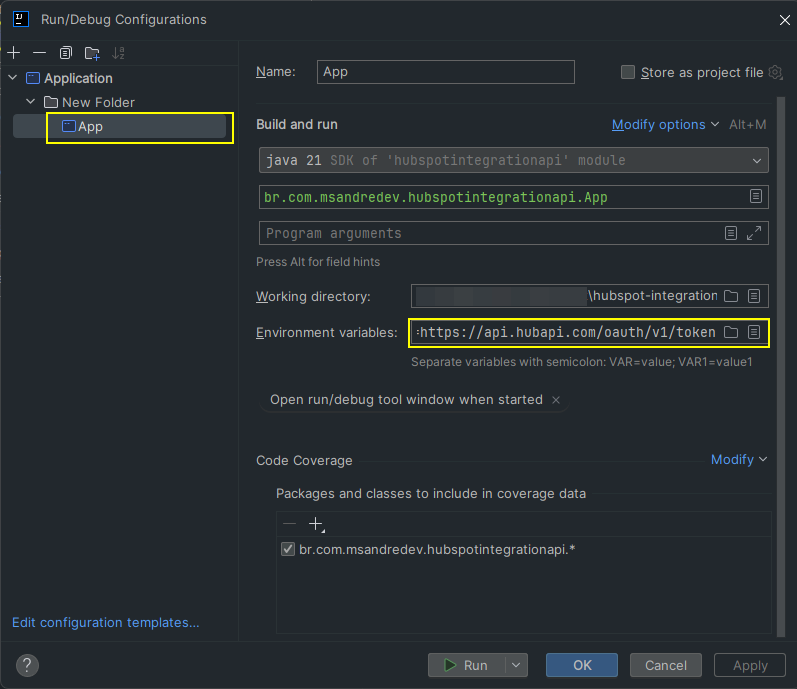 Run/Debug Configurations
Application
New Folder
App
Edit configuration templates...
Name: App Store as project file
Build and run Modify options Alt+M
java 21 SDK of 'hubspotintegrationapi' module
br.com.msandredev.hubspotintegrationapi.App
Program arguments
Press Alt for field hints
Working directory: \hubspot-integration
Environment variables: https://api.hubapi.com/oauth/v1/token
Separate variables with semicolon: VAR=value; VAR1=value1
Open run/debug tool window when started
Code Coverage Modify
Packages and classes to include in coverage data
br.com.msandredev.hubspotintegrationapi.*
? Run OK Cancel Apply